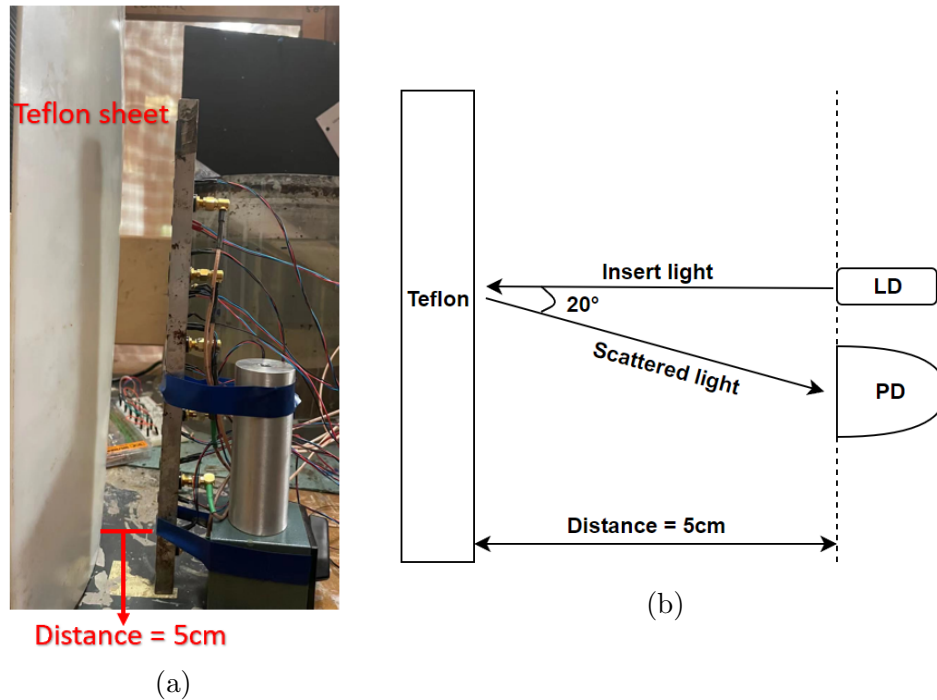 Teflon sheet
Distance = 5cm
(a)
Teflon
Insert light
20°
Scattered light
LD
PD
Distance = 5cm
(b)